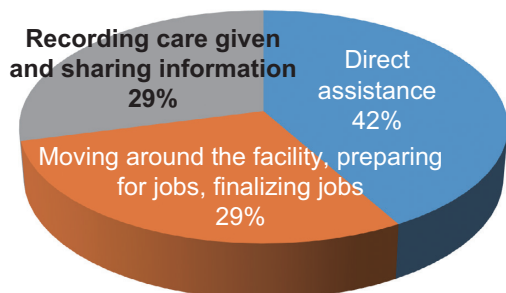 Recording care given
and sharing information
29%
Direct
assistance
42%
Moving around the facility, preparing
for jobs, finalizing jobs
29%